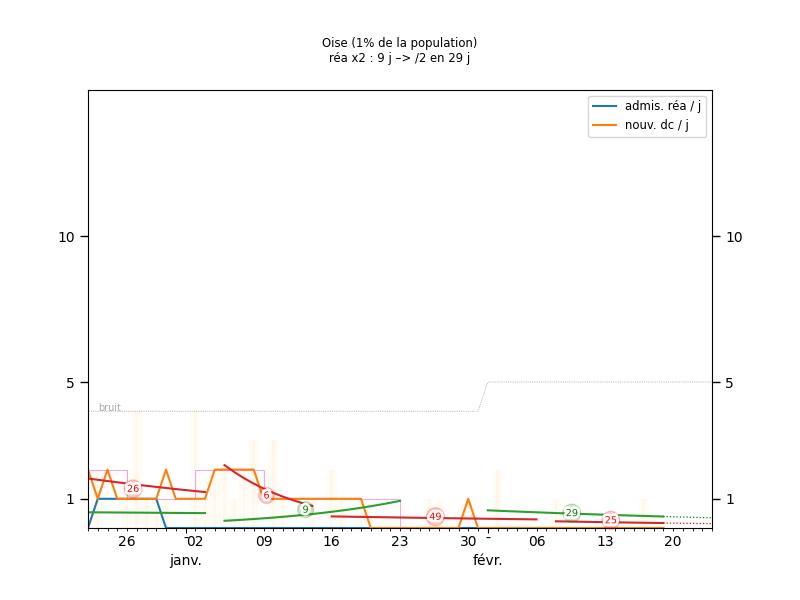 Oise (1% de la population)
réa x2 : 9 j –> /2 en 29 j
admis. réa / j
nouv. dc / j
10 10
5 5
bruit
26
6
9
49
29
25
1 1
26 02 09 16 23 30 06 13 20
janv. févr.